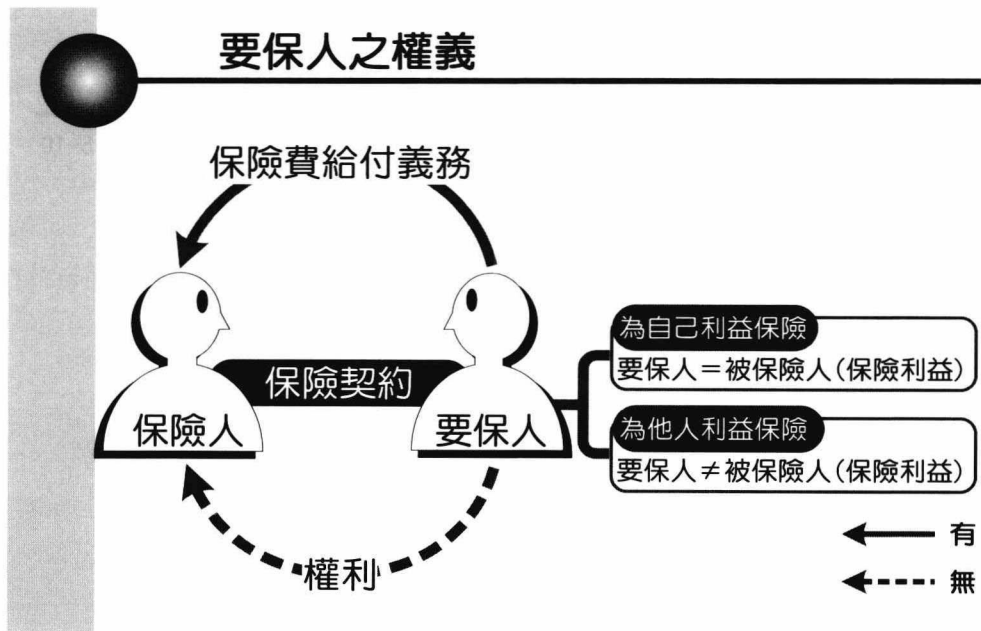 要保人之權義
保險費給付義務
保險契約
保險人
要保人
為自己利益保險
要保人＝被保險人(保險利益)
為他人利益保險
要保人≠被保險人(保險利益)
權利
有
無